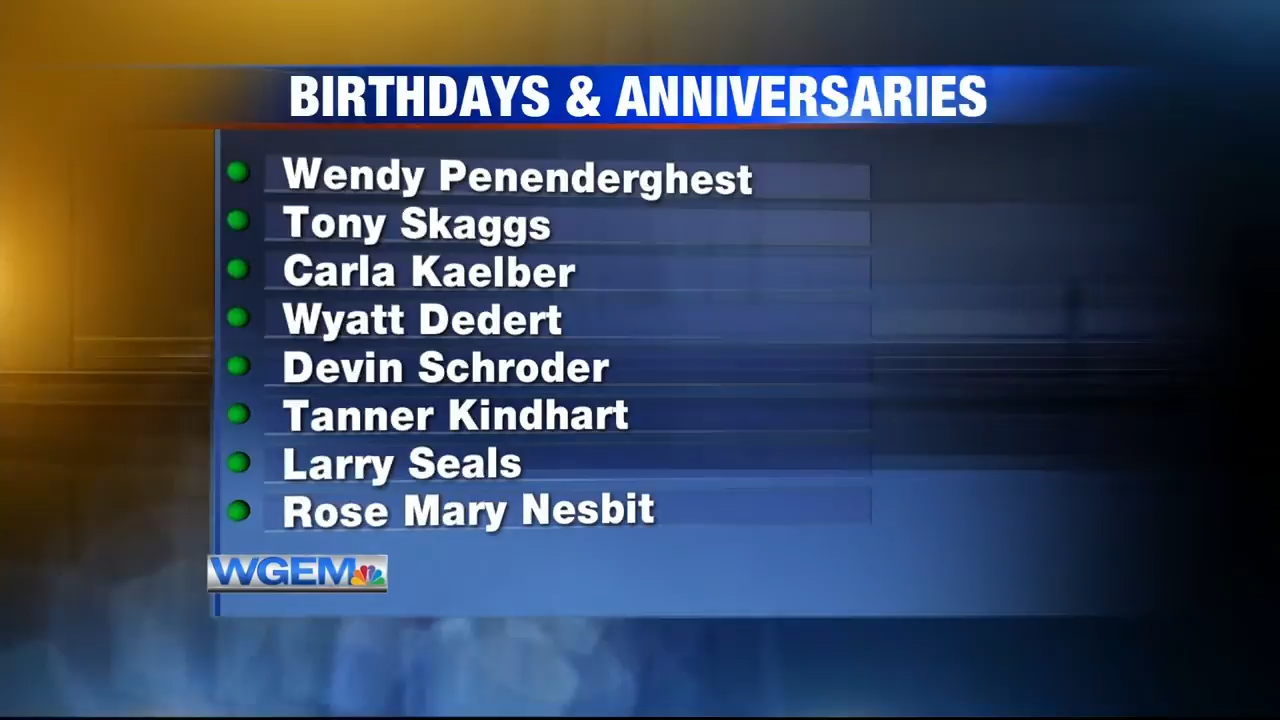 BIRTHDAYS & ANNIVERSARIES
Wendy Penenderghest
Tony Skaggs
Carla Kaelber
Wyatt Dedert
Devin Schroder
Tanner Kindhart
Larry Seals
Rose Mary Nesbit
WGEM